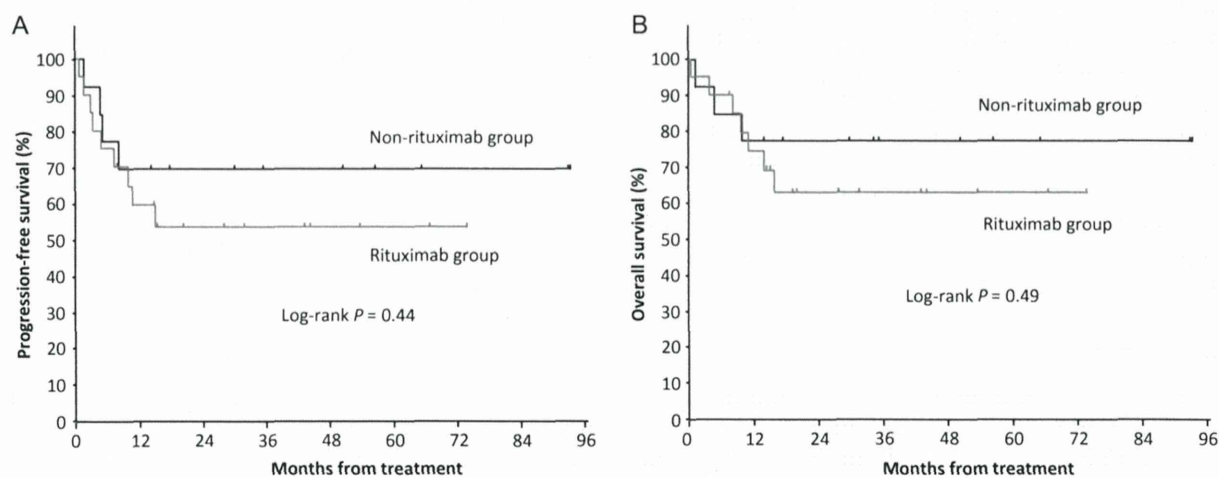 A
Progression-free survival (%)
100
90
80
70
60
50
40
30
20
10
0
Non-rituximab group
Rituximab group
Log-rank P = 0.44
0 12 24 36 48 60 72 84 96
Months from treatment
B
Overall survival (%)
100
90
80
70
60
50
40
30
20
10
0
Non-rituximab group
Rituximab group
Log-rank P = 0.49
0 12 24 36 48 60 72 84 96
Months from treatment